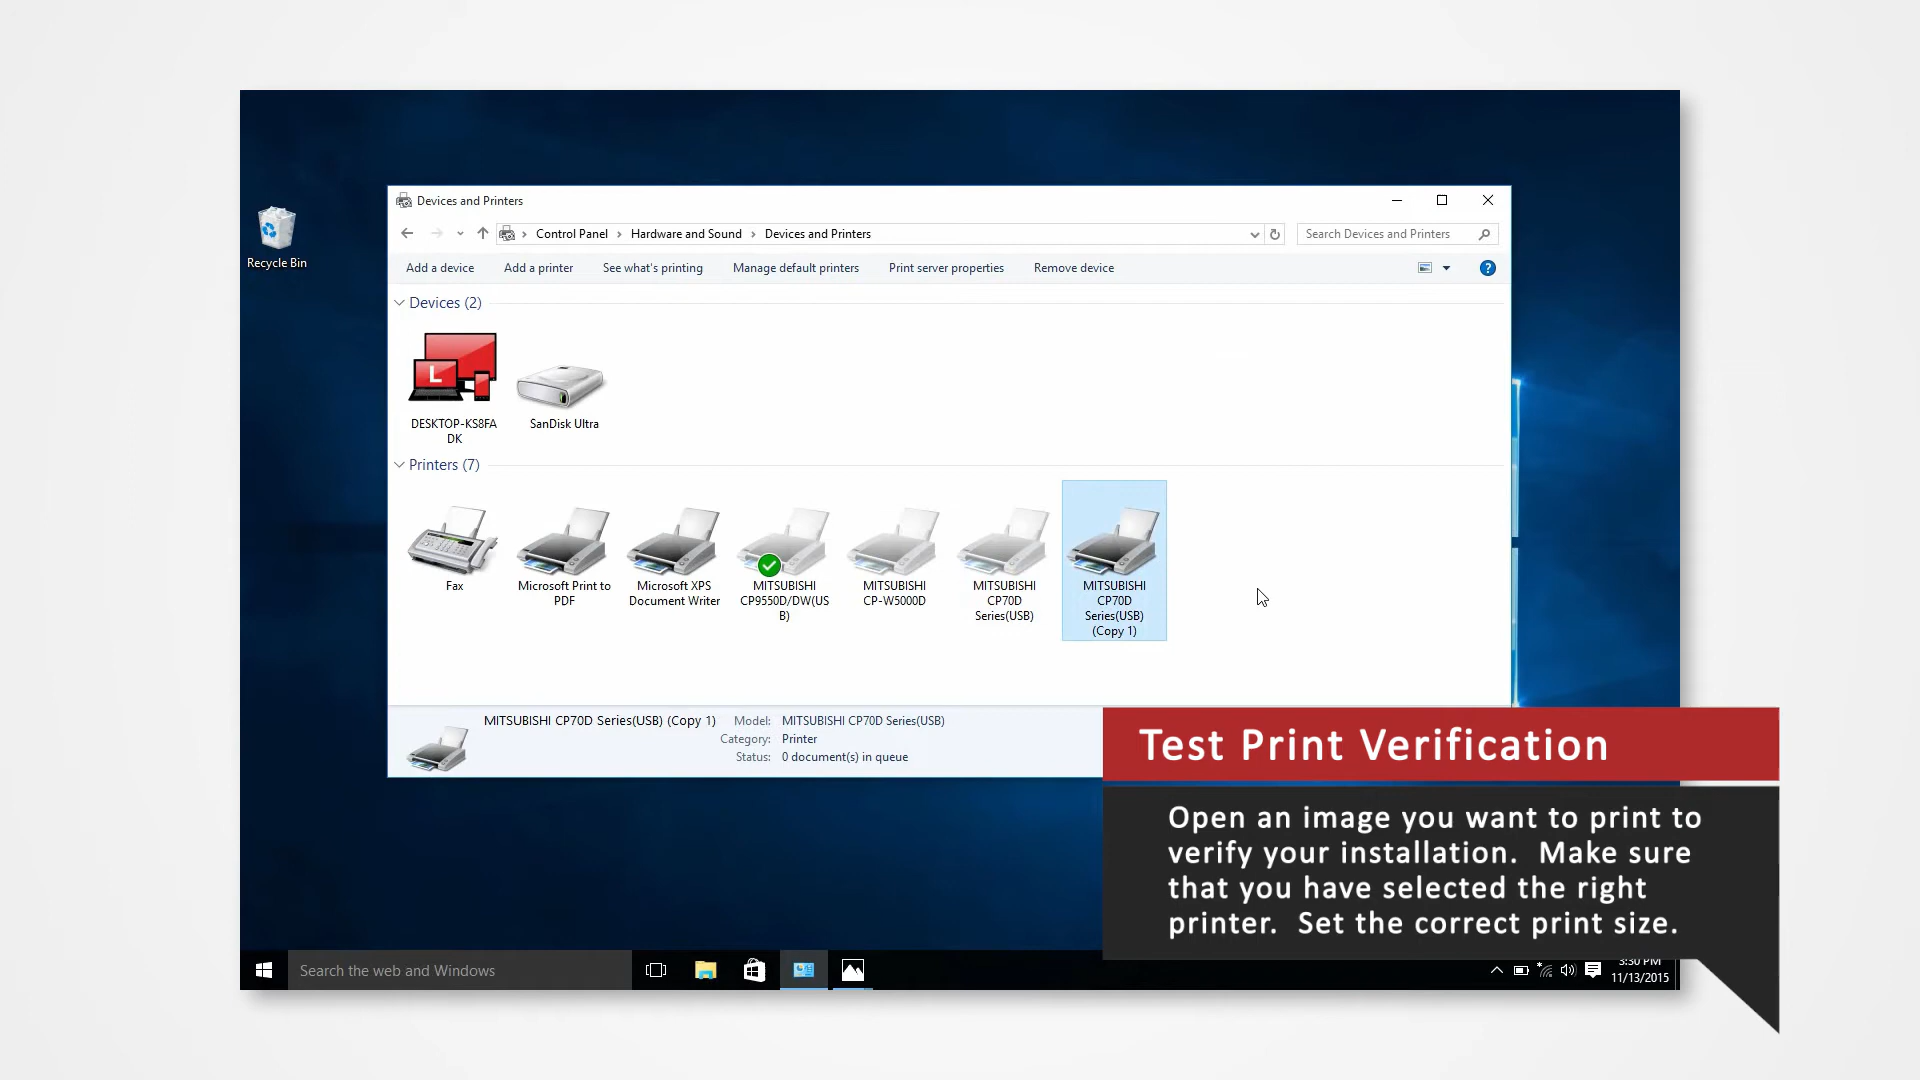 Recycle Bin
Devices and Printers
Control Panel > Hardware and Sound > Devices and Printers
Search Devices and Printers
Add a device
Add a printer
See what's printing
Manage default printers
Print server properties
Remove device
Devices (2)
L
DESKTOP-KS8FA
DK
SanDisk Ultra
Printers (7)
Fax
Microsoft Print to
PDF
Microsoft XPS
Document Writer
MITSUBISHI
CP9550D/DW(US
B)
MITSUBISHI
CP-W5000D
MITSUBISHI
CP70D
Series(USB)
MITSUBISHI
CP70D
Series(USB)
(Copy 1)
MITSUBISHI CP70D Series(USB) (Copy 1)
Model: MITSUBISHI CP70D Series(USB)
Category: Printer
Status: 0 document(s) in queue
Test Print Verification
Open an image you want to print to
verify your installation.  Make sure
that you have selected the right
printer.  Set the correct print size.
Search the web and Windows
3:30 PM
11/13/2015